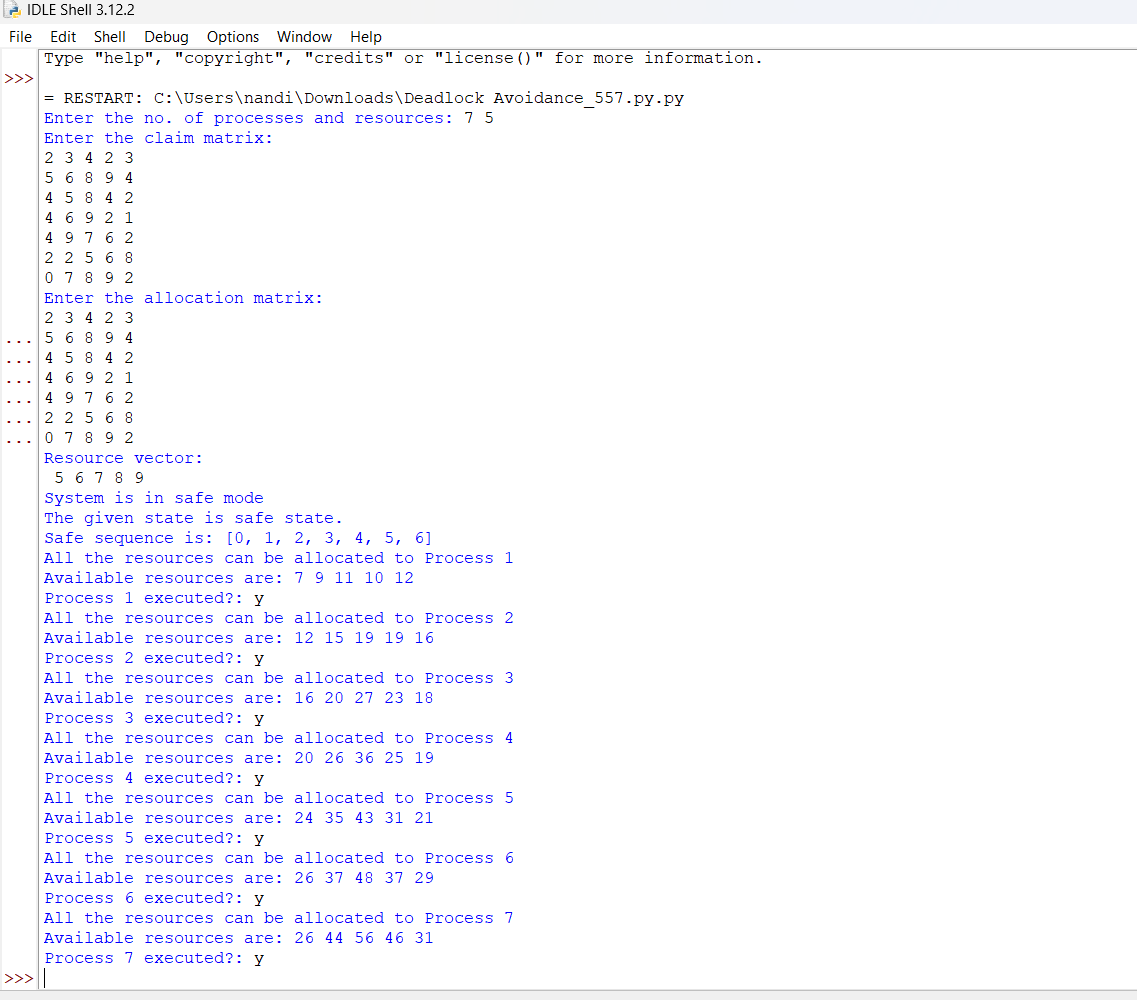 IDLE Shell 3.12.2
File Edit Shell Debug Options Window Help
Type "help", "copyright", "credits" or "license()" for more information.
>>>
= RESTART: C:\Users\nandi\Downloads\Deadlock Avoidance_557.py.py
Enter the no. of processes and resources: 7 5
Enter the claim matrix:
2 3 4 2 3
5 6 8 9 4
4 5 8 4 2
4 6 9 2 1
4 9 7 6 2
2 2 5 6 8
0 7 8 9 2
Enter the allocation matrix:
2 3 4 2 3
... 5 6 8 9 4
... 4 5 8 4 2
... 4 6 9 2 1
... 4 9 7 6 2
... 2 2 5 6 8
... 0 7 8 9 2
Resource vector:
5 6 7 8 9
System is in safe mode
The given state is safe state.
Safe sequence is: [0, 1, 2, 3, 4, 5, 6]
All the resources can be allocated to Process 1
Available resources are: 7 9 11 10 12
Process 1 executed?: y
All the resources can be allocated to Process 2
Available resources are: 12 15 19 19 16
Process 2 executed?: y
All the resources can be allocated to Process 3
Available resources are: 16 20 27 23 18
Process 3 executed?: y
All the resources can be allocated to Process 4
Available resources are: 20 26 36 25 19
Process 4 executed?: y
All the resources can be allocated to Process 5
Available resources are: 24 35 43 31 21
Process 5 executed?: y
All the resources can be allocated to Process 6
Available resources are: 26 37 48 37 29
Process 6 executed?: y
All the resources can be allocated to Process 7
Available resources are: 26 44 56 46 31
Process 7 executed?: y
>>>